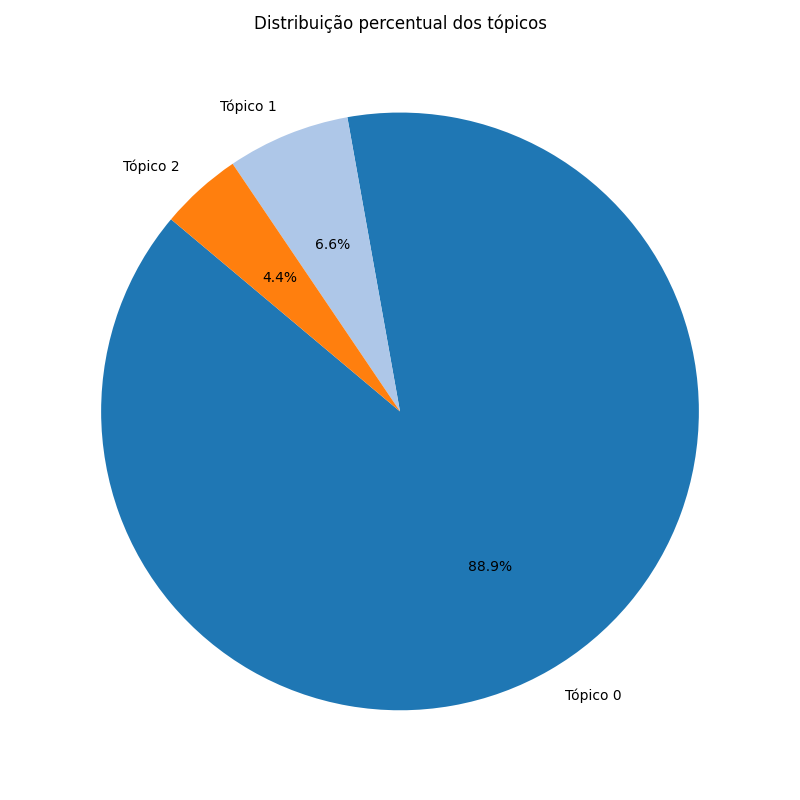 Distribuição percentual dos tópicos
Tópico 1
Tópico 2
6.6%
4.4%
88.9%
Tópico 0